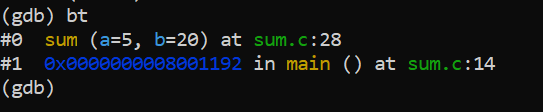 (gdb) bt
#0  sum (a=5, b=20) at sum.c:28
#1  0x0000000008001192 in main () at sum.c:14
(gdb)